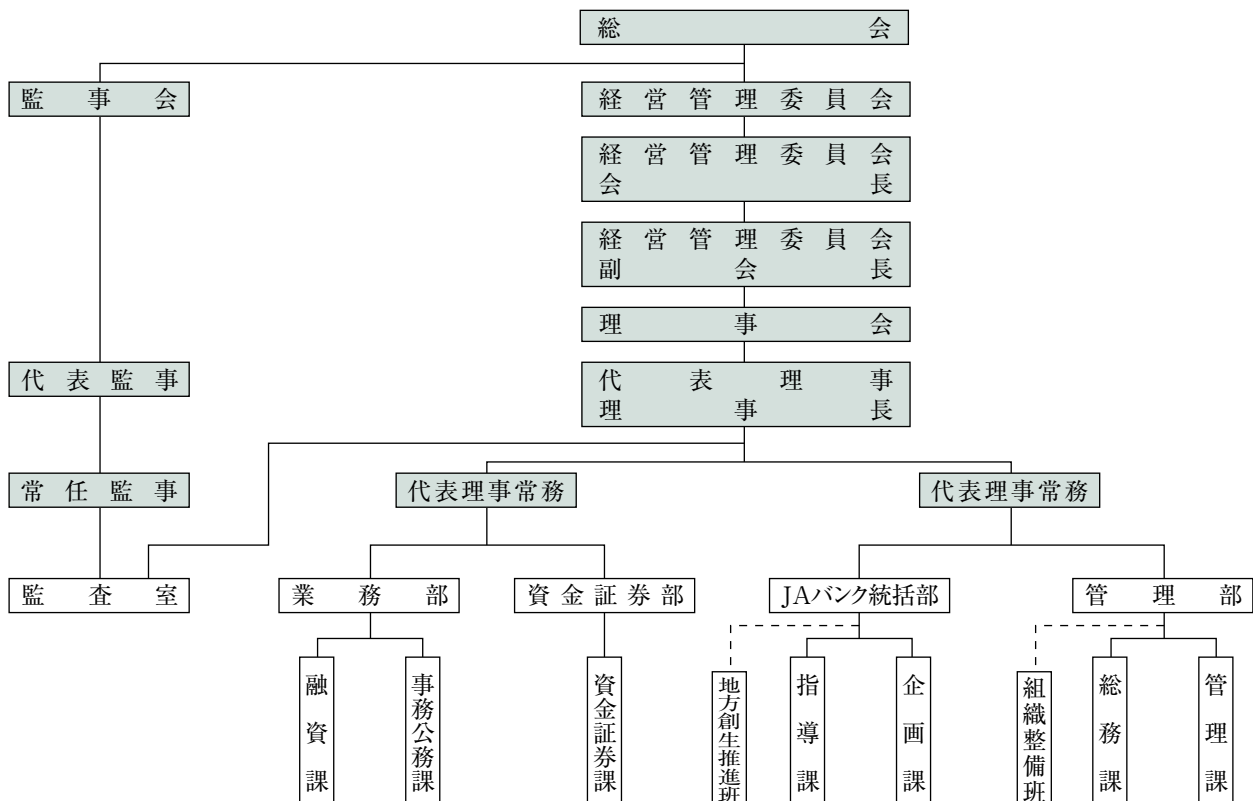 総会
監事会
経営管理委員会
経営管理委員会
会長
経営管理委員会
副会長
理事会
代表監事
代表理事
理事長
常任監事
代表理事常務
代表理事常務
監査室
業務部
資金証券部
JAバンク統括部
管理部
融資課
事務公務課
資金証券課
地方創生推進班
指導課
企画課
組織整備班
総務課
管理課